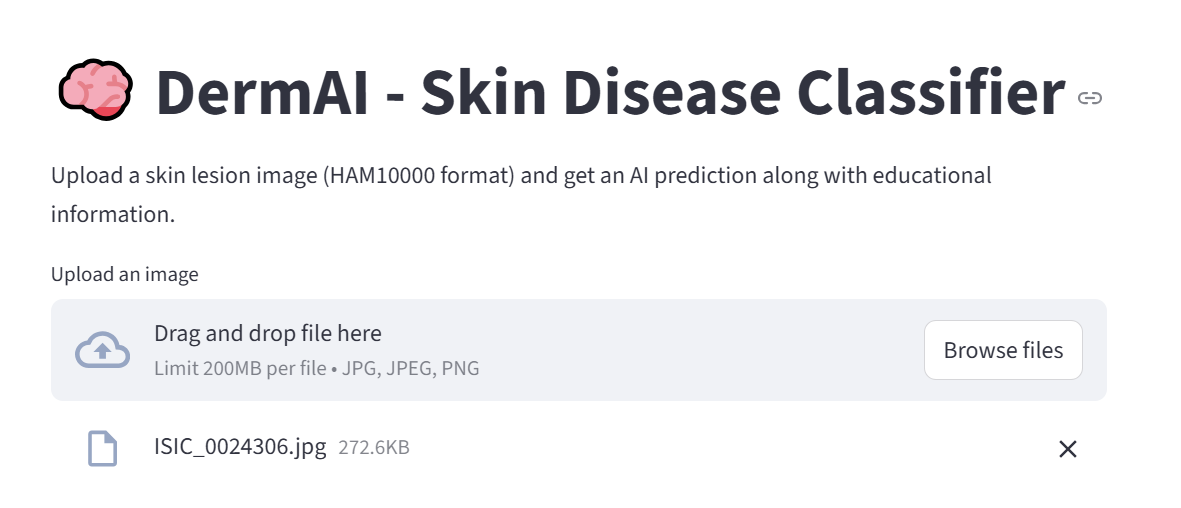 DermAI - Skin Disease Classifier
Upload a skin lesion image (HAM10000 format) and get an AI prediction along with educational
information.
Upload an image
Drag and drop file here
Limit 200MB per file • JPG, JPEG, PNG
Browse files
ISIC_0024306.jpg 272.6KB